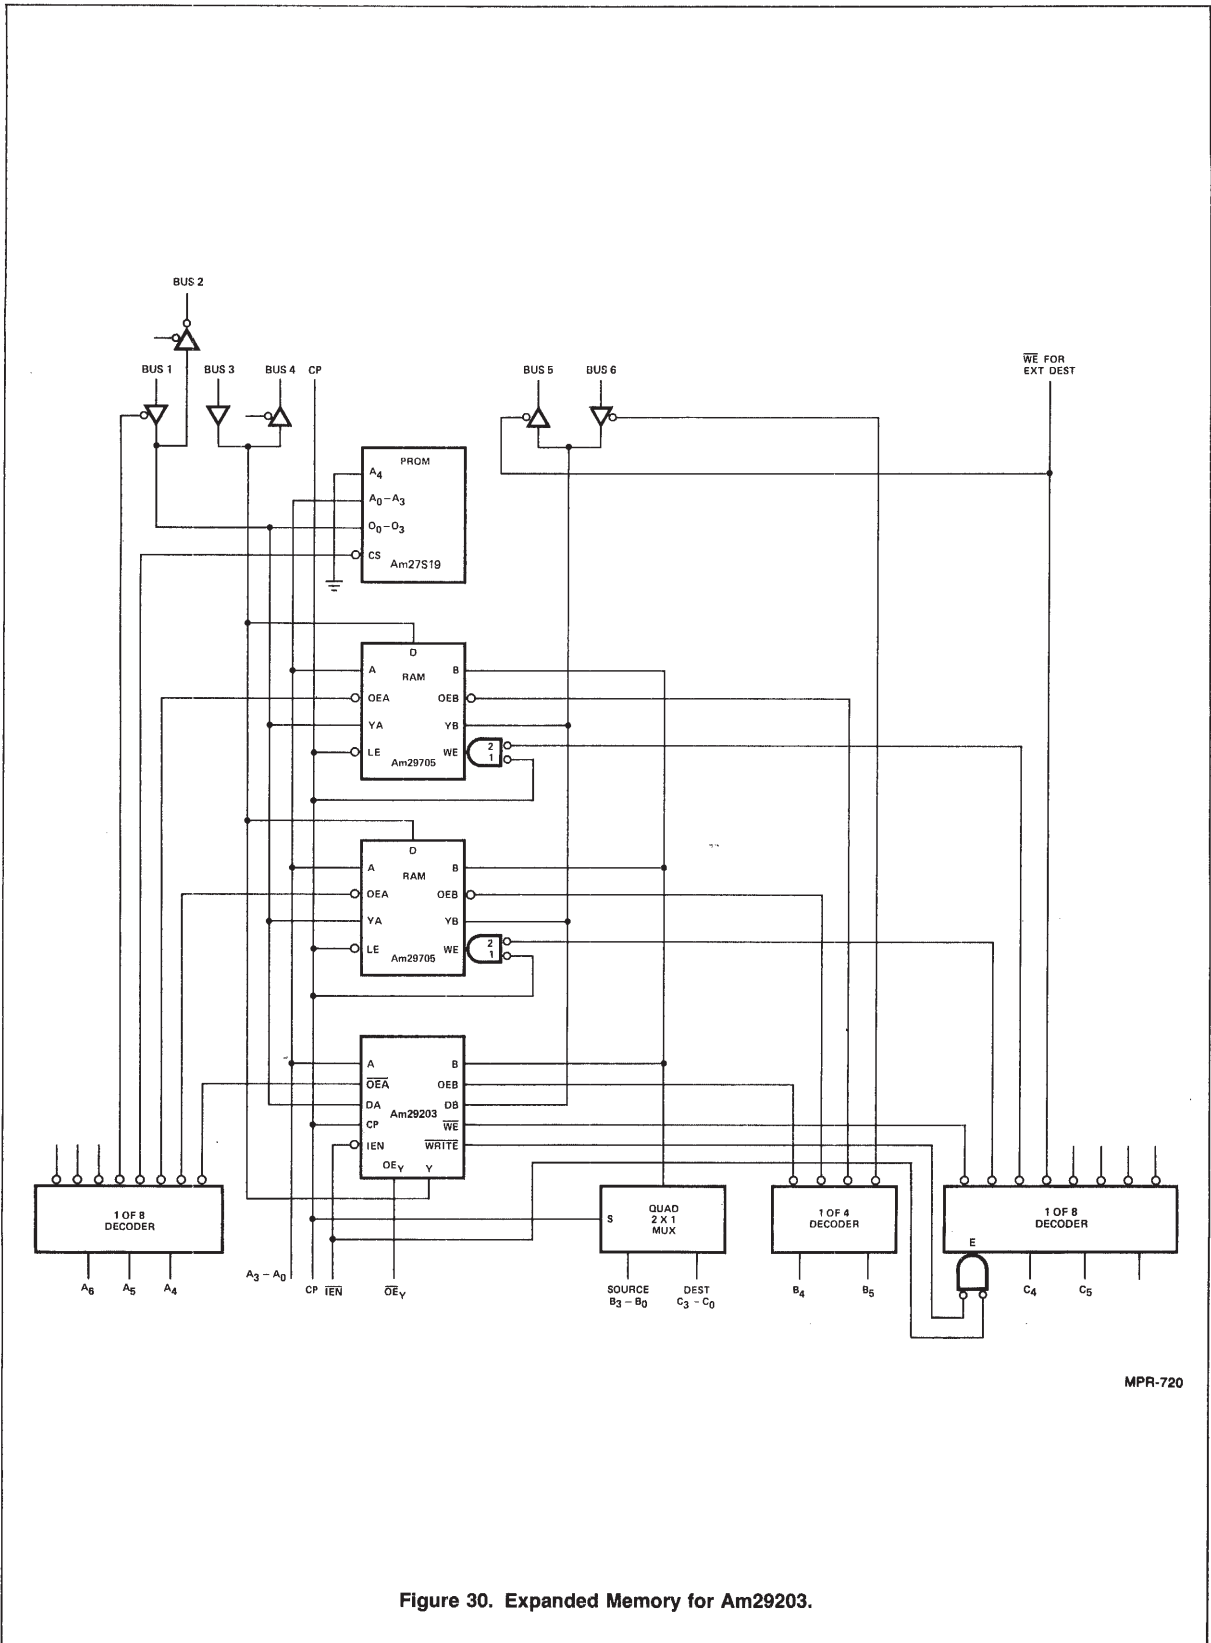 BUS 2
BUS 1
BUS 3
BUS 4
CP
BUS 5
BUS 6
WE FOR
EXT DEST
PROM
A4
A0–A3
O0–O3
CS
Am27S19
D
A
RAM
B
OEA
OEB
YA
YB
LE
WE
2
1
Am29705
D
A
RAM
B
OEA
OEB
YA
YB
LE
WE
2
1
Am29705
A
B
OEA
OEB
DA
DB
Am29203
CP
WE
IEN
WRITE
OEY
Y
1 OF 8
DECODER
S
QUAD
2 X 1
MUX
1 OF 4
DECODER
1 OF 8
DECODER
E
A6
A5
A4
A3 – A0
CP
IEN
OEY
SOURCE
B3 – B0
DEST
C3 – C0
B4
B5
C4
C5
MPR-720
Figure 30. Expanded Memory for Am29203.